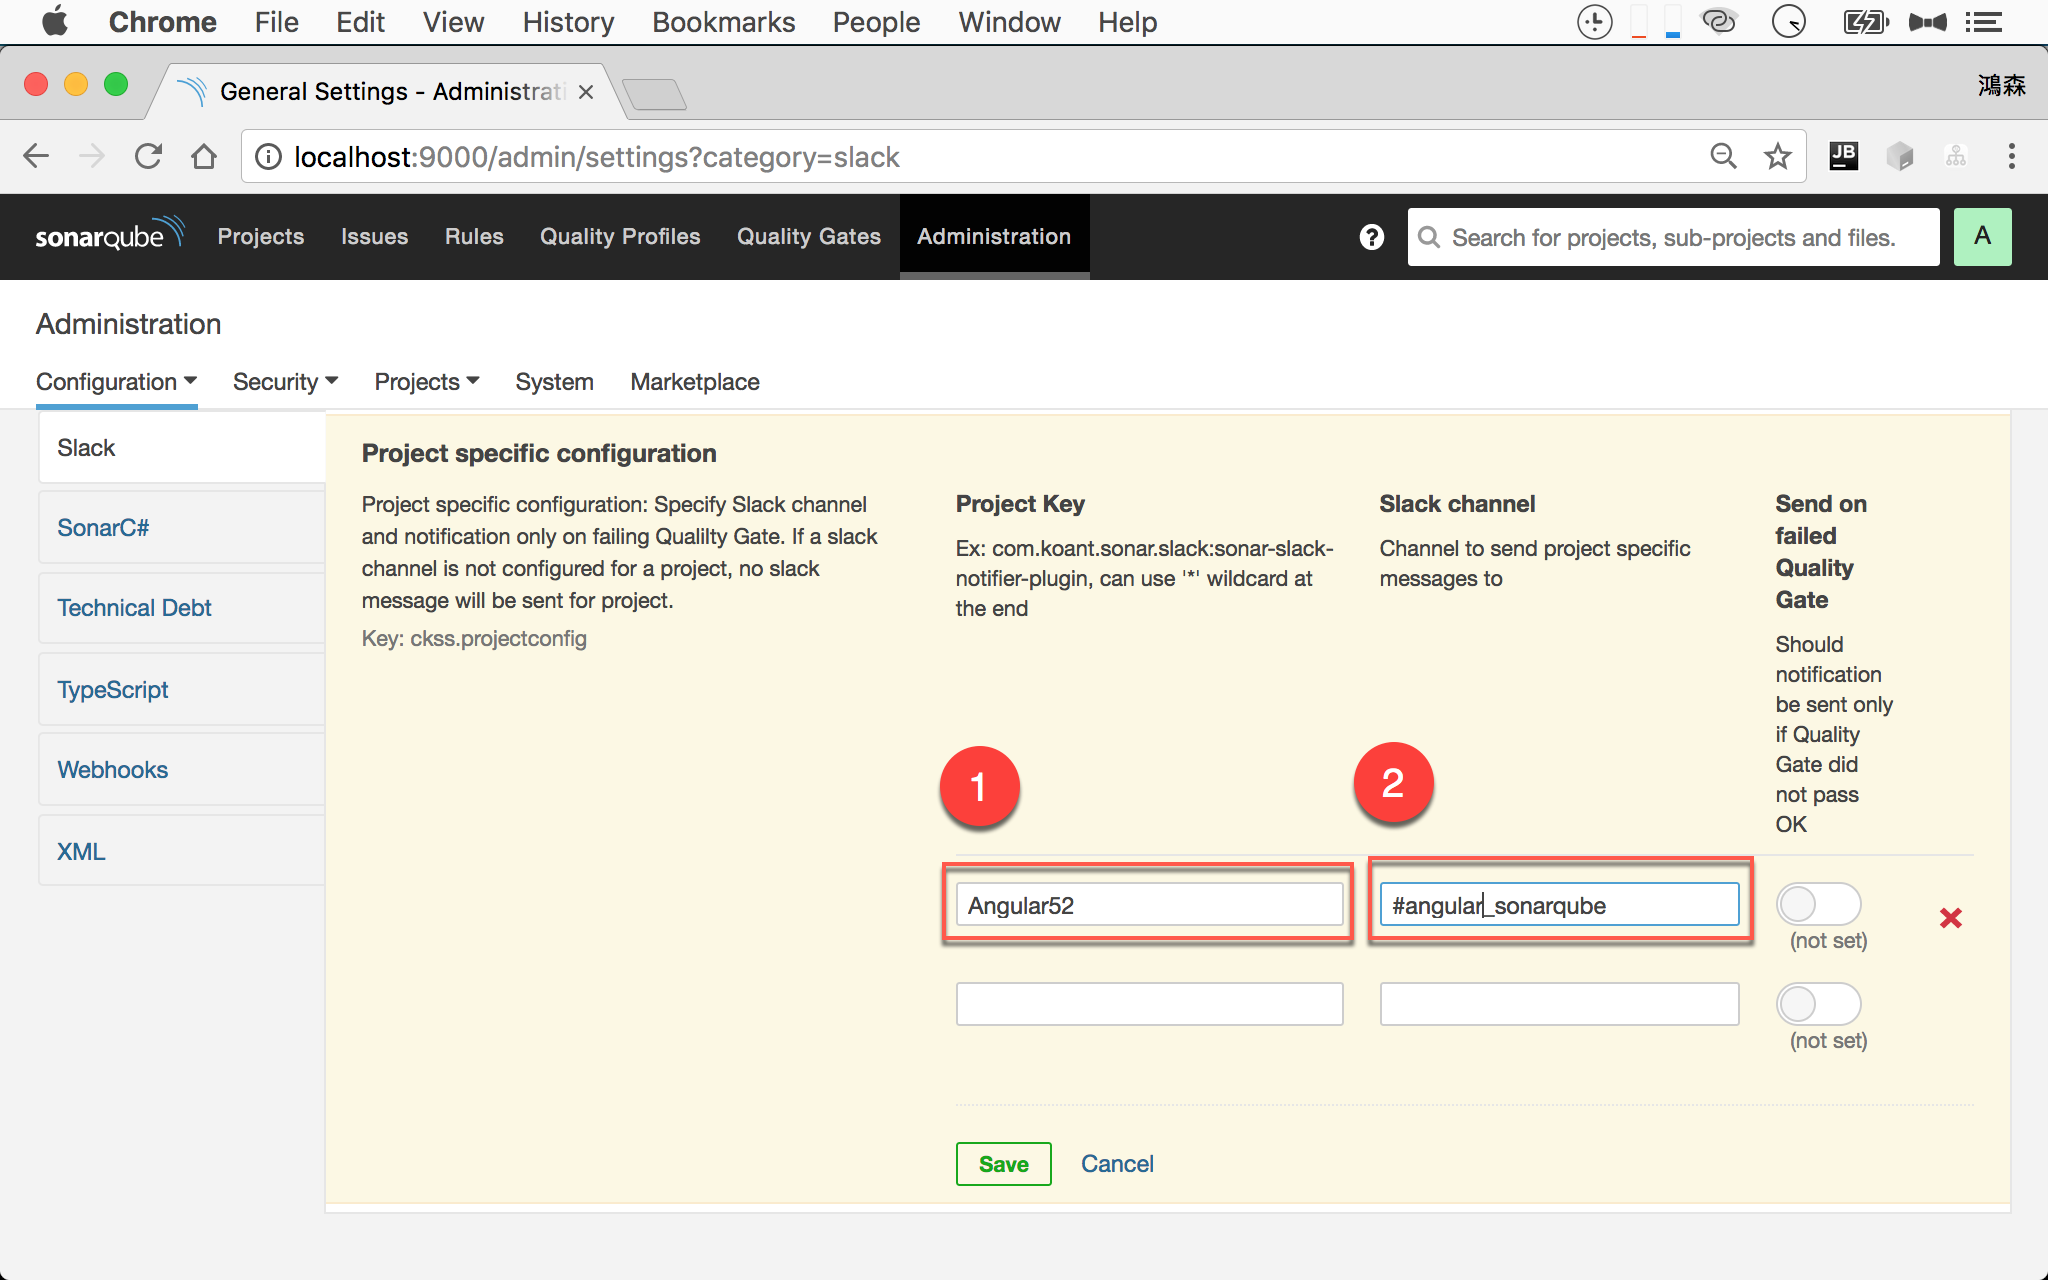 Chrome File Edit View History Bookmarks People Window Help
General Settings - Administrati
鴻森
localhost:9000/admin/settings?category=slack
JB
sonarqube Projects Issues Rules Quality Profiles Quality Gates Administration ? Search for projects, sub-projects and files. A
Administration
Configuration Security Projects System Marketplace
Slack
SonarC#
Technical Debt
TypeScript
Webhooks
XML
Project specific configuration
Project specific configuration: Specify Slack channel
and notification only on failing Qualilty Gate. If a slack
channel is not configured for a project, no slack
message will be sent for project.
Key: ckss.projectconfig
Project Key
Ex: com.koant.sonar.slack:sonar-slack-
notifier-plugin, can use '*' wildcard at
the end
Slack channel
Channel to send project specific
messages to
Send on
failed
Quality
Gate
Should
notification
be sent only
if Quality
Gate did
not pass
OK
1
2
Angular52
#angular_sonarqube
(not set)
(not set)
Save Cancel